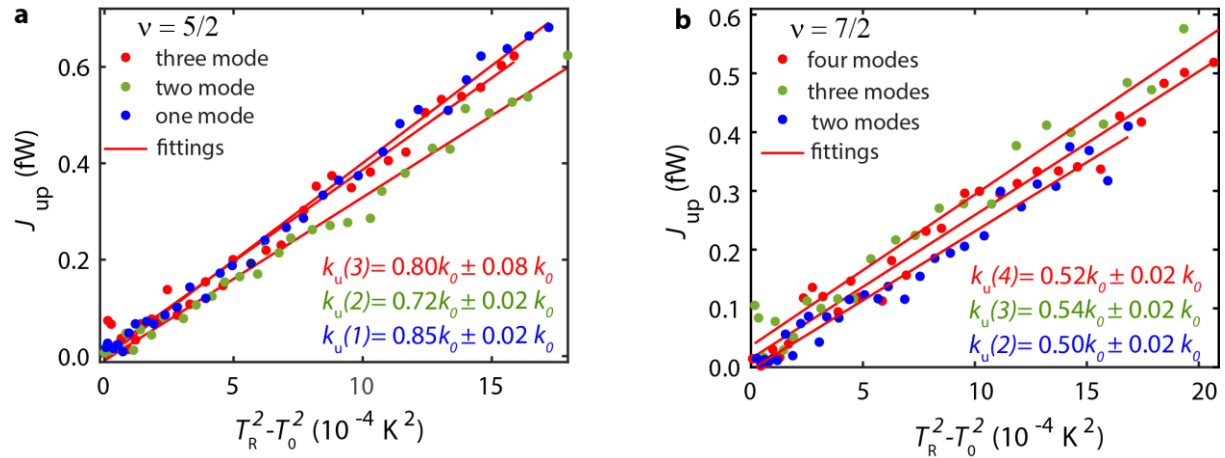 a
ν = 5/2
three mode
two mode
one mode
fittings
J_up (fW)
0.6
0.4
0.2
0.0
k_u(3)= 0.80k_0 ± 0.08 k_0
k_u(2)= 0.72k_0 ± 0.02 k_0
k_u(1)= 0.85k_0 ± 0.02 k_0
0 5 10 15
T_R^2-T_0^2 (10^-4 K^2)
b
ν = 7/2
four modes
three modes
two modes
fittings
J_up (fW)
0.6
0.5
0.4
0.3
0.2
0.1
0.0
k_u(4)= 0.52k_0 ± 0.02 k_0
k_u(3)= 0.54k_0 ± 0.02 k_0
k_u(2)= 0.50k_0 ± 0.02 k_0
0 5 10 15 20
T_R^2-T_0^2 (10^-4 K^2)